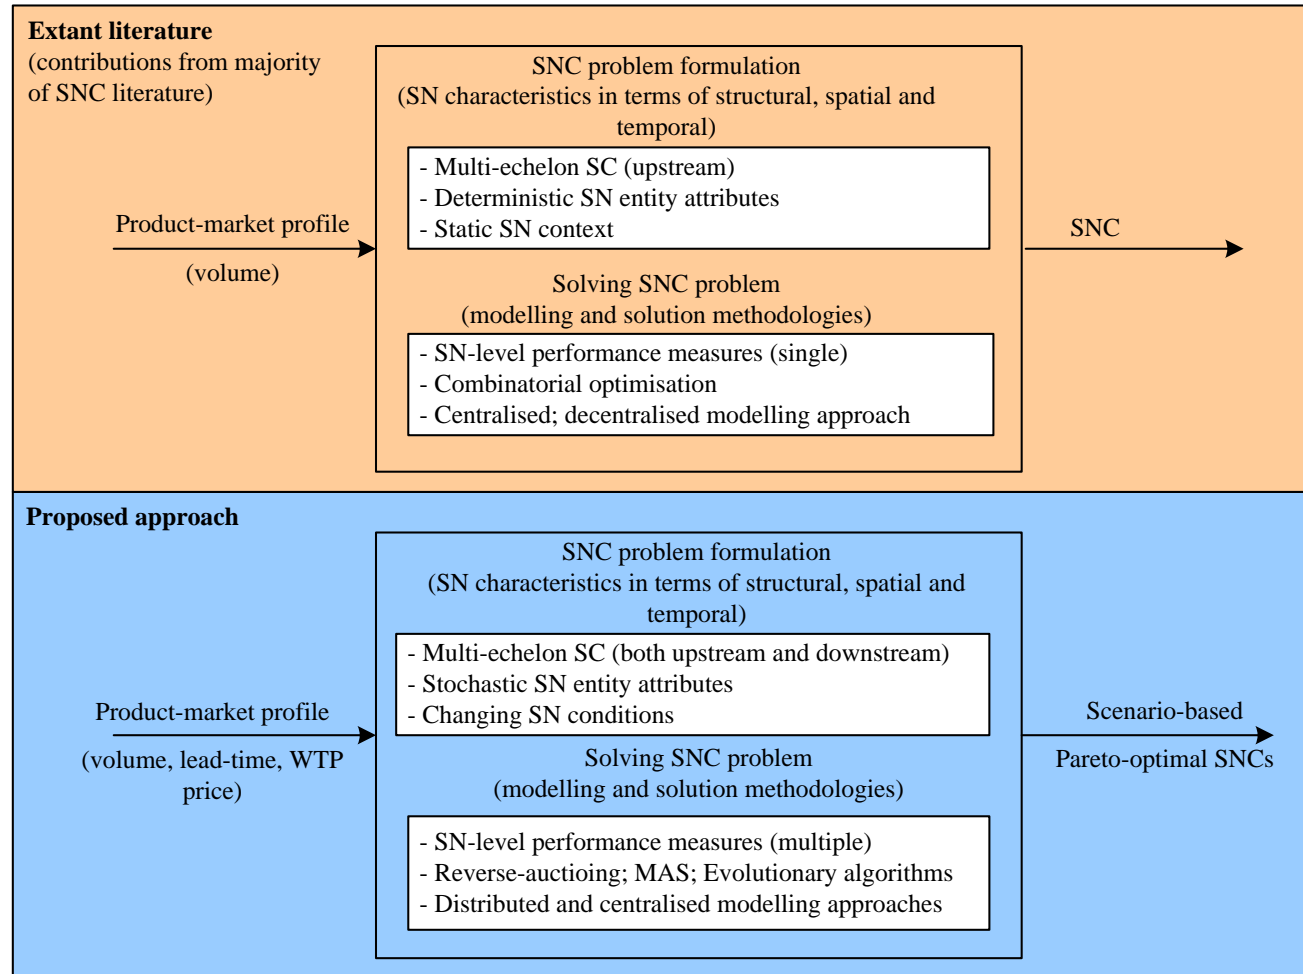 Extant literature
(contributions from majority
of SNC literature)
SNC problem formulation
(SN characteristics in terms of structural, spatial and
temporal)
- Multi-echelon SC (upstream)
- Deterministic SN entity attributes
- Static SN context
Product-market profile
(volume)
SNC
Solving SNC problem
(modelling and solution methodologies)
- SN-level performance measures (single)
- Combinatorial optimisation
- Centralised; decentralised modelling approach
Proposed approach
SNC problem formulation
(SN characteristics in terms of structural, spatial and
temporal)
- Multi-echelon SC (both upstream and downstream)
- Stochastic SN entity attributes
- Changing SN conditions
Product-market profile
(volume, lead-time, WTP
price)
Scenario-based
Pareto-optimal SNCs
Solving SNC problem
(modelling and solution methodologies)
- SN-level performance measures (multiple)
- Reverse-auctioing; MAS; Evolutionary algorithms
- Distributed and centralised modelling approaches